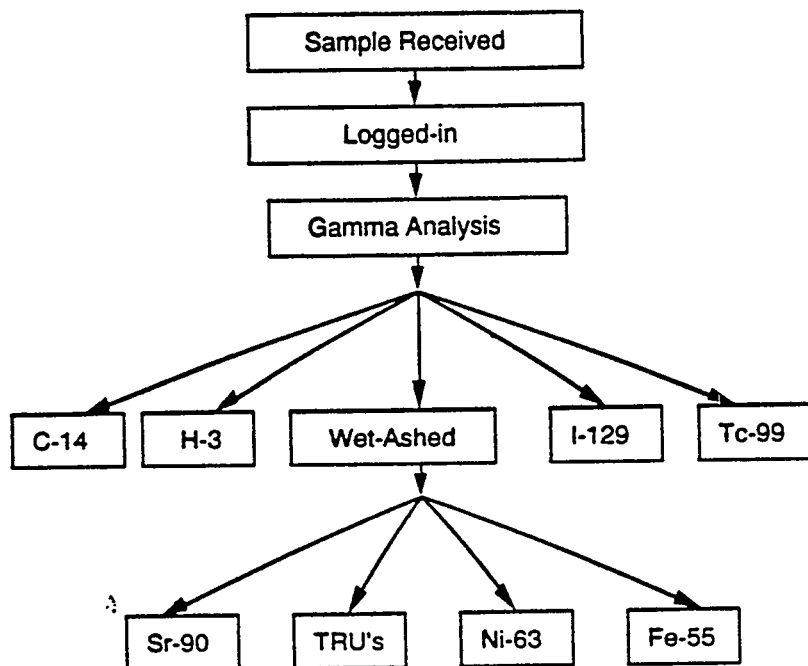 Sample Received
Logged-in
Gamma Analysis
C-14
H-3
Wet-Ashed
I-129
Tc-99
Sr-90
TRU's
Ni-63
Fe-55